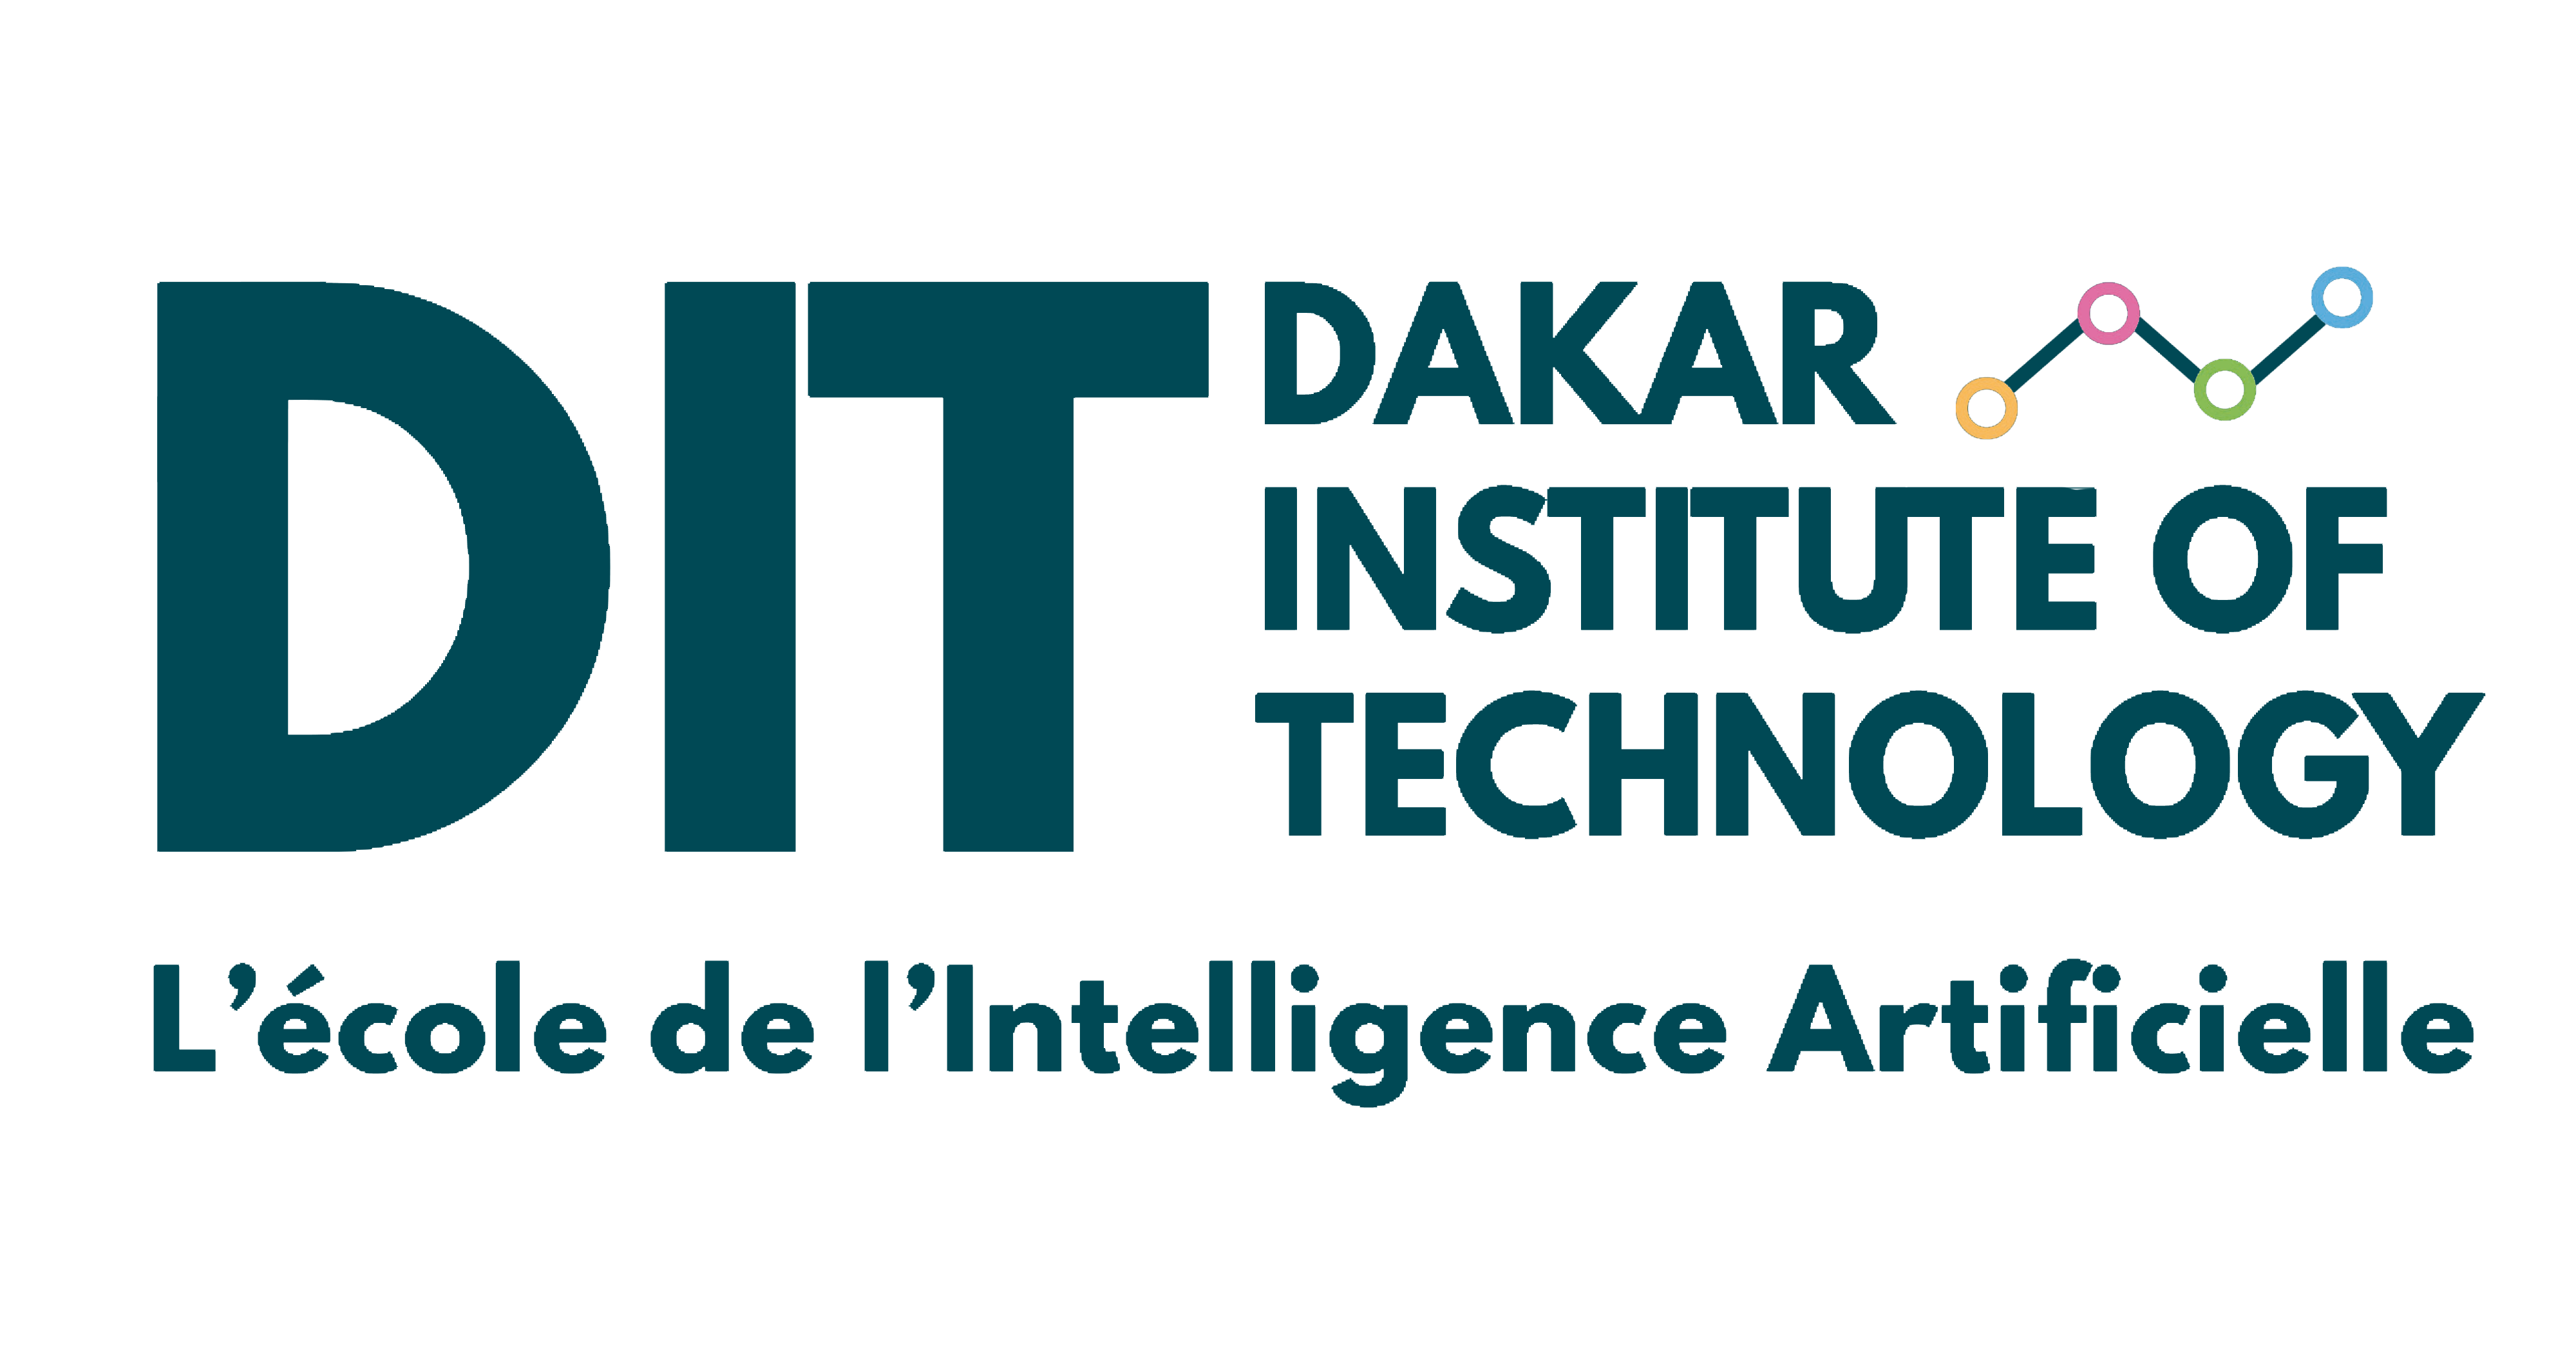 DIT
DAKAR
INSTITUTE OF
TECHNOLOGY
L’école de l’Intelligence Artificielle